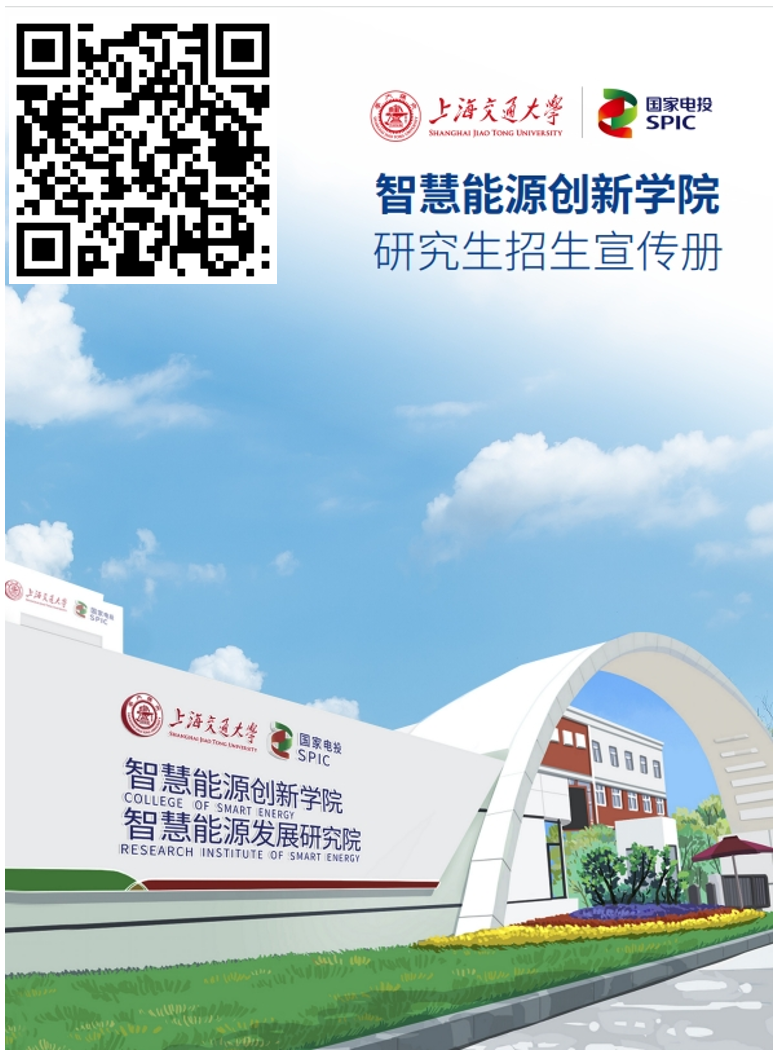 上海交通大学
SHANGHAI JIAO TONG UNIVERSITY
国家电投
SPIC
智慧能源创新学院
研究生招生宣传册
上海交通大学
国家电投
SPIC
上海交通大学
SHANGHAI JIAO TONG UNIVERSITY
国家电投
SPIC
智慧能源创新学院
COLLEGE OF SMART ENERGY
智慧能源发展研究院
RESEARCH INSTITUTE OF SMART ENERGY